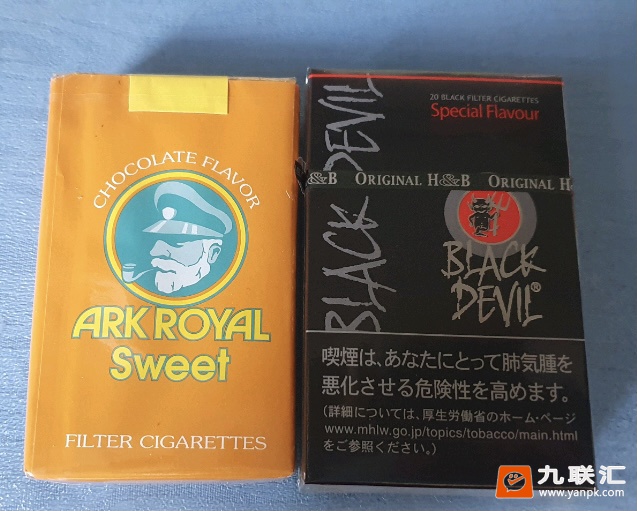 CHOCOLATE FLAVOR
ARK ROYAL
Sweet
FILTER CIGARETTES
BLACK DEVIL
20 BLACK FILTER CIGARETTES
Special Flavour
&B ORIGINAL H&B ORIGINAL H
BLACK
DEVIL®
喫煙は、あなたにとって肺気腫を
悪化させる危険性を高めます。
(詳細については、厚生労働省のホーム・ページ
www.mhlw.go.jp/topics/tobacco/main.html
をご参照ください。)
九联汇
www.yanpk.com